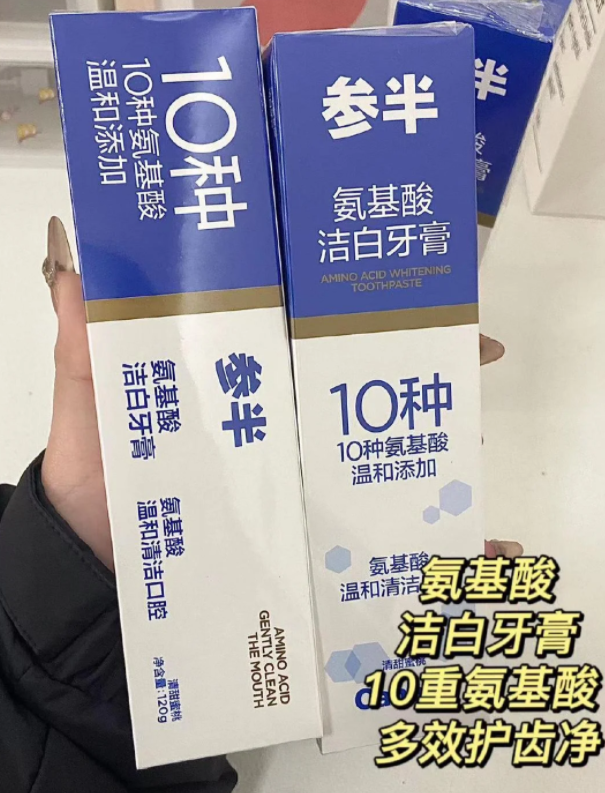 10种
10种氨基酸
温和添加
参半
氨基酸
洁白牙膏
氨基酸
温和清洁口腔
AMINO ACID
GENTLY CLEAN
THE MOUTH
清甜蜜桃
净含量:120g
参半
氨基酸
洁白牙膏
AMINO ACID WHITENING
TOOTHPASTE
10种
10种氨基酸
温和添加
氨基酸
温和清洁
清甜蜜桃
半
氨基酸
洁白牙膏
10重氨基酸
多效护齿净